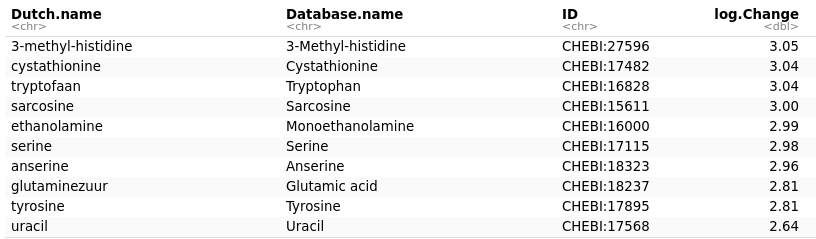 Dutch.name Database.name ID log.Change
<chr> <chr> <chr> <dbl>
3-methyl-histidine 3-Methyl-histidine CHEBI:27596 3.05
cystathionine Cystathionine CHEBI:17482 3.04
tryptofaan Tryptophan CHEBI:16828 3.04
sarcosine Sarcosine CHEBI:15611 3.00
ethanolamine Monoethanolamine CHEBI:16000 2.99
serine Serine CHEBI:17115 2.98
anserine Anserine CHEBI:18323 2.96
glutaminezuur Glutamic acid CHEBI:18237 2.81
tyrosine Tyrosine CHEBI:17895 2.81
uracil Uracil CHEBI:17568 2.64